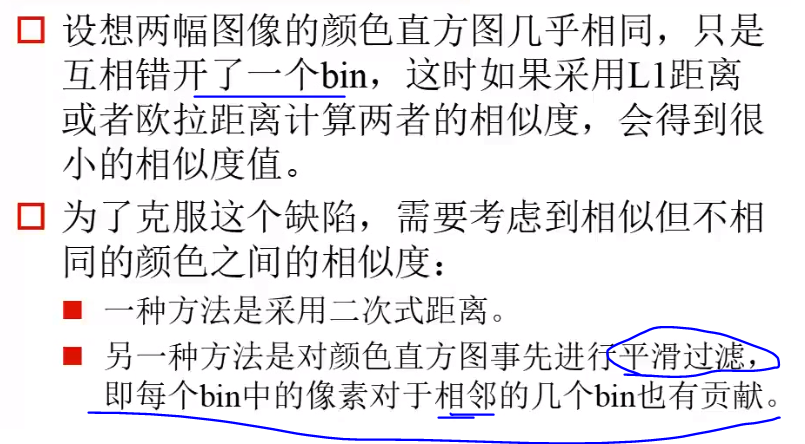 设想两幅图像的颜色直方图几乎相同，只是
互相错开了一个bin，这时如果采用L1距离
或者欧拉距离计算两者的相似度，会得到很
小的相似度值。
为了克服这个缺陷，需要考虑到相似但不相
同的颜色之间的相似度：
一种方法是采用二次式距离。
另一种方法是对颜色直方图事先进行平滑过滤，
即每个bin中的像素对于相邻的几个bin也有贡献。